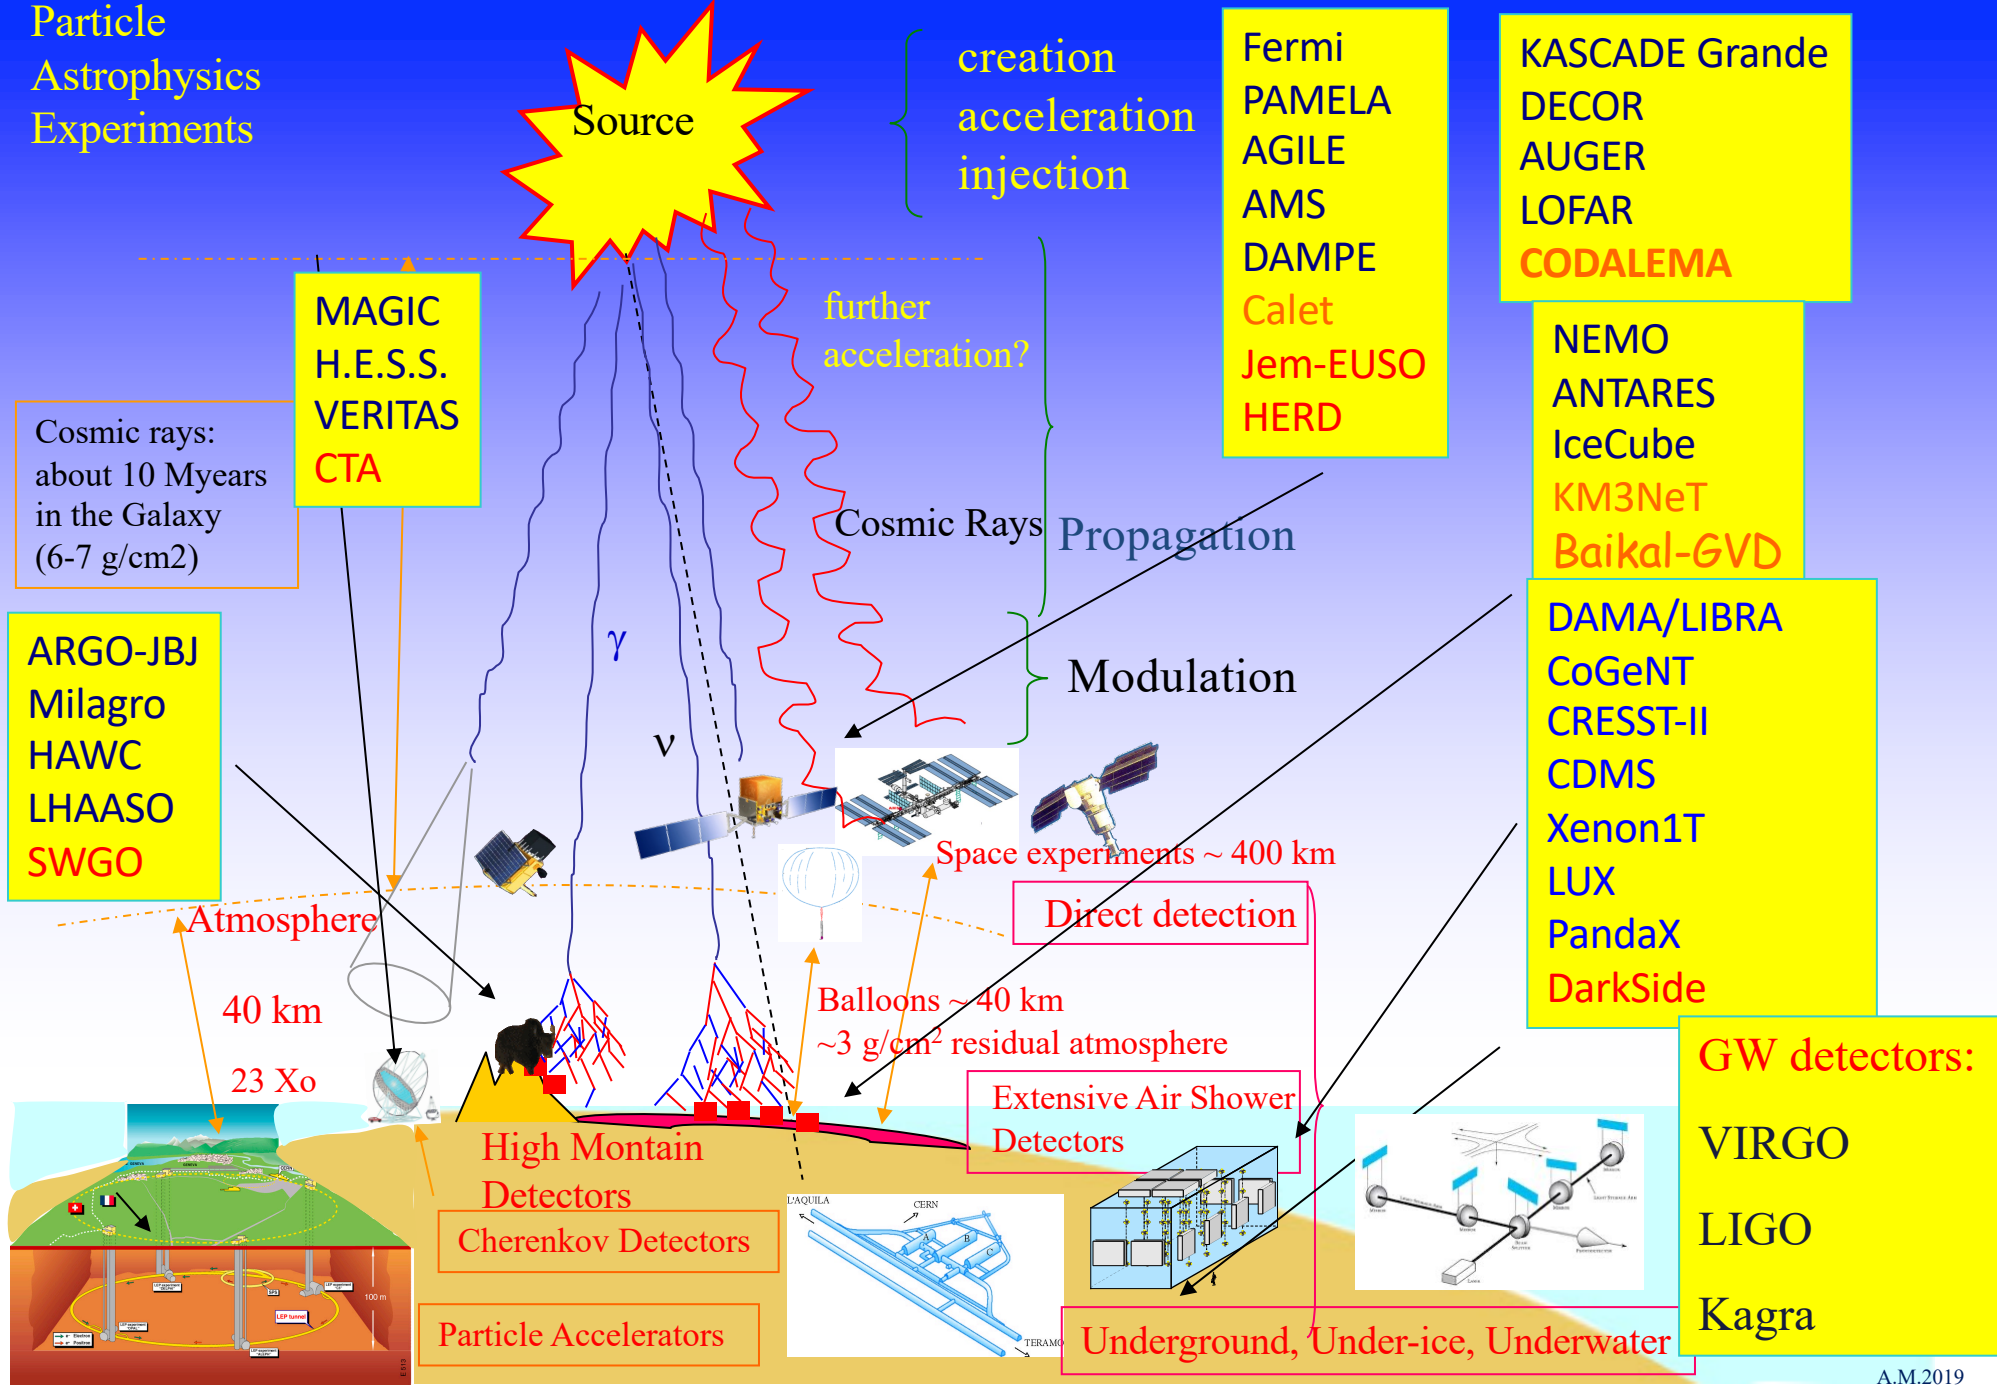 Particle
Astrophysics
Experiments
Source
creation
acceleration
injection
Fermi
PAMELA
AGILE
AMS
DAMPE
Calet
Jem-EUSO
HERD
KASCADE Grande
DECOR
AUGER
LOFAR
CODALEMA
MAGIC
H.E.S.S.
VERITAS
CTA
further
acceleration?
NEMO
ANTARES
IceCube
KM3NeT
Baikal-GVD
Cosmic rays:
about 10 Myears
in the Galaxy
(6-7 g/cm2)
Cosmic Rays
Propagation
γ
ν
Modulation
ARGO-JBJ
Milagro
HAWC
LHAASO
SWGO
DAMA/LIBRA
CoGeNT
CRESST-II
CDMS
Xenon1T
LUX
PandaX
DarkSide
Space experiments ~ 400 km
Direct detection
Atmosphere
40 km
23 Xo
Balloons ~ 40 km
~3 g/cm² residual atmosphere
Extensive Air Shower
Detectors
High Montain
Detectors
Cherenkov Detectors
Particle Accelerators
Underground, Under-ice, Underwater
GW detectors:
VIRGO
LIGO
Kagra
L'AQUILA
CERN
A
B
C
TERAMO
100 m
LEP tunnel
A.M.2019